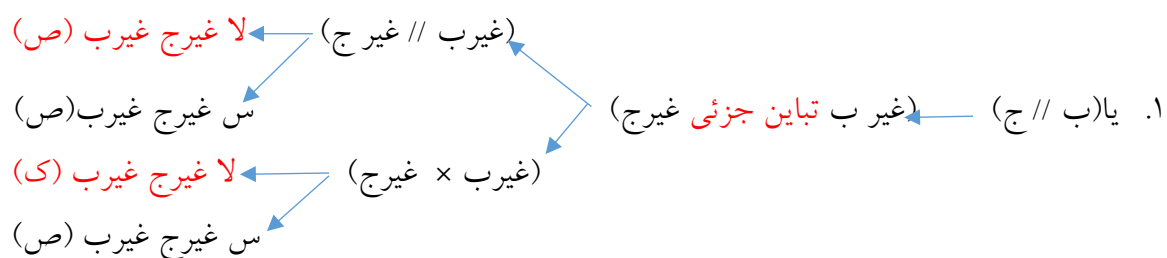 (غیرب // غیر ج) لا غیرج غیرب (ص)
۱. یا(ب // ج) (غیر ب تباین جزئی غیرج) س غیرج غیرب(ص)
(غیرب × غیرج) لا غیرج غیرب (ک)
س غیرج غیرب (ص)